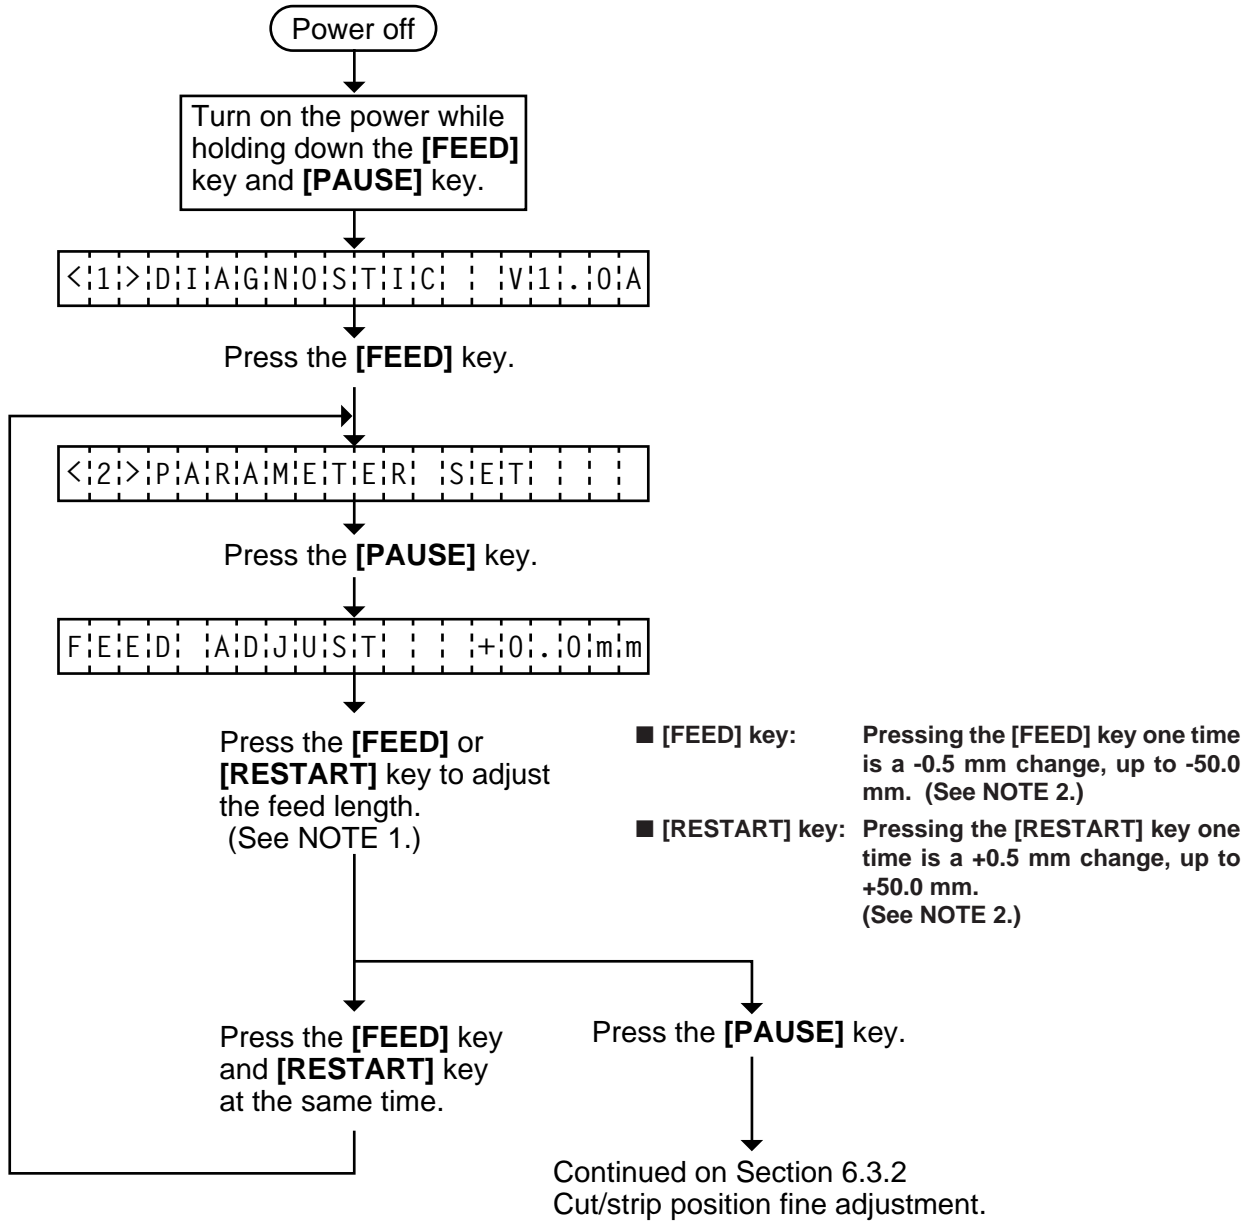 Power off
Turn on the power while
holding down the [FEED]
key and [PAUSE] key.
<1>DIAGNOSTIC  V1.0A
Press the [FEED] key.
<2>PARAMETER SET
Press the [PAUSE] key.
FEED ADJUST   +0.0mm
Press the [FEED] or
[RESTART] key to adjust
the feed length.
(See NOTE 1.)
■ [FEED] key: Pressing the [FEED] key one time
is a -0.5 mm change, up to -50.0
mm. (See NOTE 2.)
■ [RESTART] key: Pressing the [RESTART] key one
time is a +0.5 mm change, up to
+50.0 mm.
(See NOTE 2.)
Press the [FEED] key
and [RESTART] key
at the same time.
Press the [PAUSE] key.
Continued on Section 6.3.2
Cut/strip position fine adjustment.